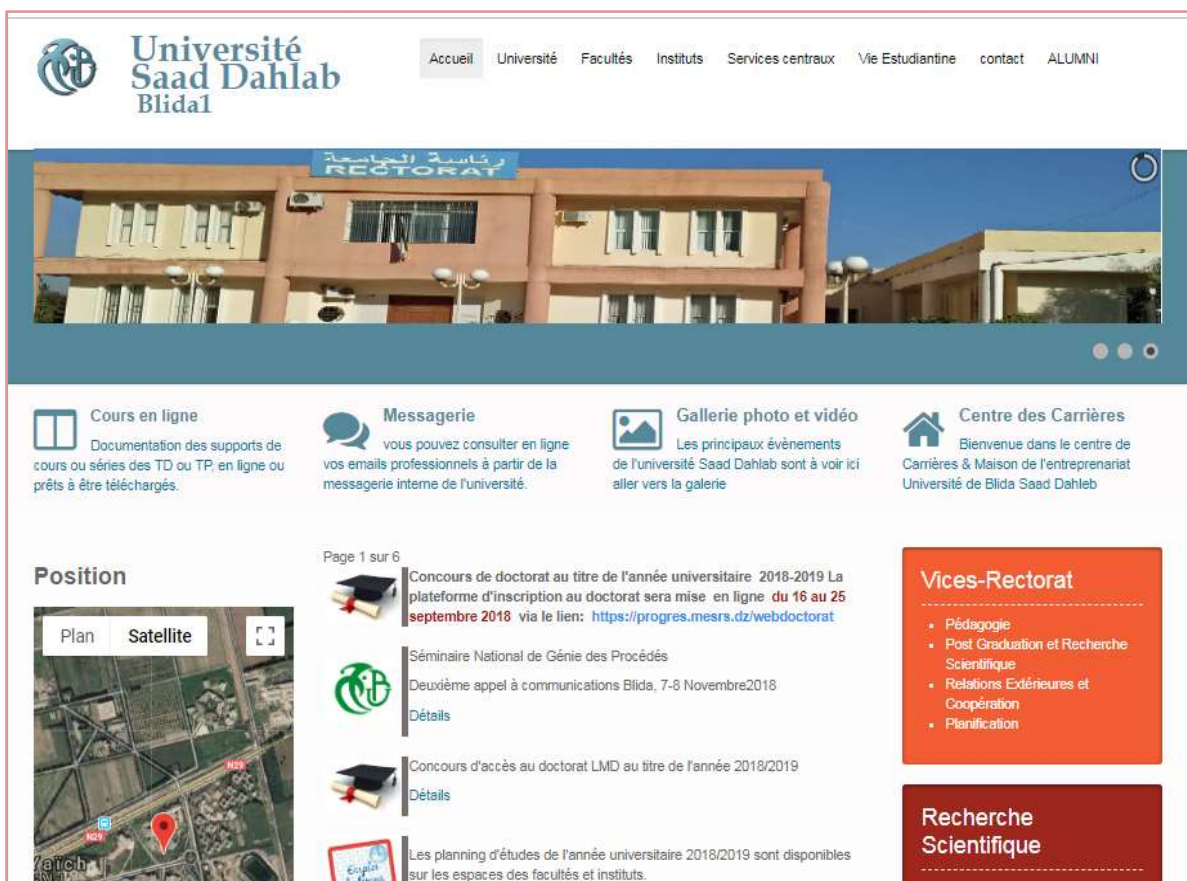 Université
Saad Dahlab
Blida1
Accueil Université Facultés Instituts Services centraux Vie Estudiantine contact ALUMNI
رئاسة الجامعة
RECTORAT
Cours en ligne
Documentation des supports de
cours ou séries des TD ou TP, en ligne ou
prêts à être téléchargés.
Messagerie
vous pouvez consulter en ligne
vos emails professionnels à partir de la
messagerie interne de l'université.
Gallerie photo et vidéo
Les principaux évènements
de l'université Saad Dahlab sont à voir ici
aller vers la galerie
Centre des Carrières
Bienvenue dans le centre de
Carrières & Maison de l'entreprenariat
Université de Blida Saad Dahleb
Position
Plan Satellite
N29
N29
Page 1 sur 6
Concours de doctorat au titre de l'année universitaire 2018-2019 La
plateforme d'inscription au doctorat sera mise en ligne du 16 au 25
septembre 2018 via le lien: https://progres.mesrs.dz/webdoctorat
Séminaire National de Génie des Procédés
Deuxième appel à communications Blida, 7-8 Novembre2018
Détails
Concours d'accès au doctorat LMD au titre de l'année 2018/2019
Détails
Emploi
Les planning d'études de l'année universitaire 2018/2019 sont disponibles
sur les espaces des facultés et instituts.
Vices-Rectorat
Pédagogie
Post Graduation et Recherche
Scientifique
Relations Extérieures et
Coopération
Planification
Recherche
Scientifique